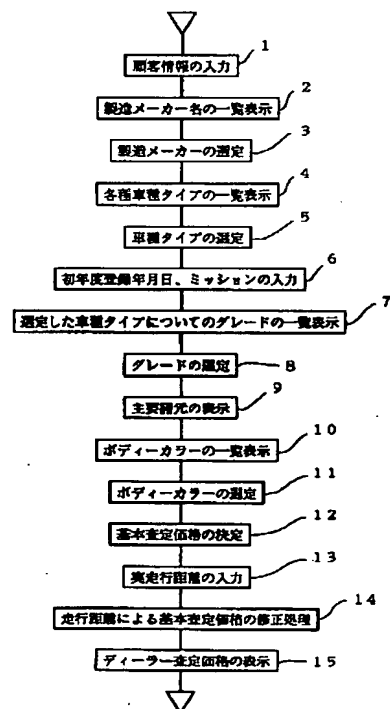 顧客情報の入力 1
製造メーカー名の一覧表示 2
製造メーカーの選定 3
各種車種タイプの一覧表示 4
車種タイプの選定 5
初年度登録年月日、ミッションの入力 6
選定した車種タイプについてのグレードの一覧表示 7
グレードの選定 8
主要諸元の表示 9
ボディーカラーの一覧表示 10
ボディーカラーの選定 11
基本査定価格の決定 12
実走行距離の入力 13
走行距離による基本査定価格の修正処理 14
ディーラー査定価格の表示 15